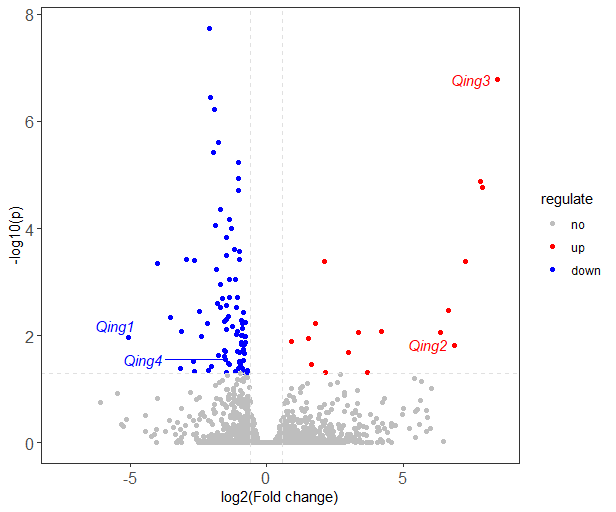 8
6
4
2
0
-log10(p)
-5
0
5
log2(Fold change)
Qing3
Qing1
Qing2
Qing4
regulate
no
up
down